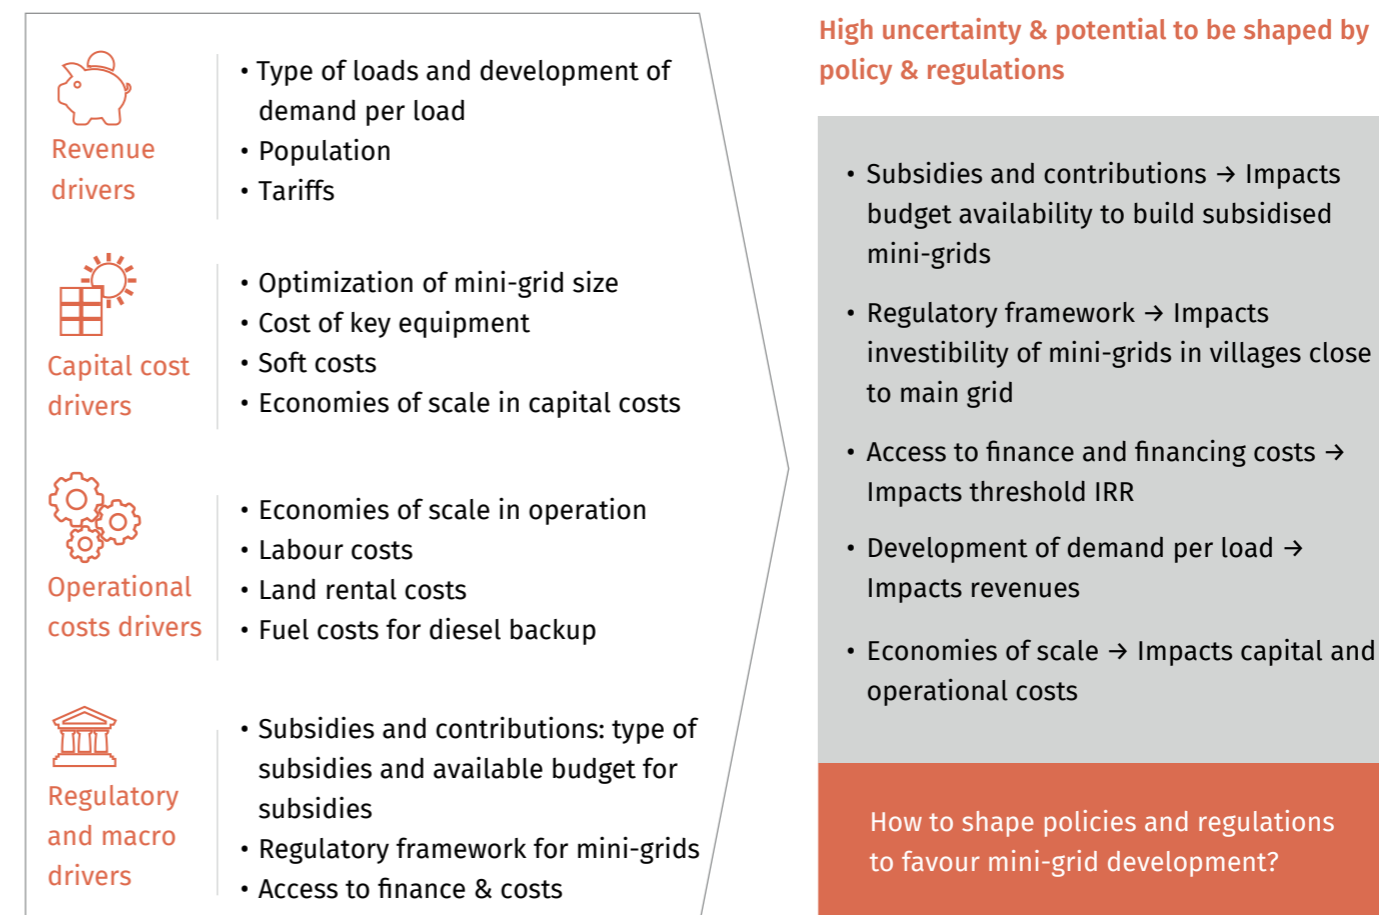 Revenue
drivers
• Type of loads and development of
demand per load
• Population
• Tariffs
Capital cost
drivers
• Optimization of mini-grid size
• Cost of key equipment
• Soft costs
• Economies of scale in capital costs
Operational
costs drivers
• Economies of scale in operation
• Labour costs
• Land rental costs
• Fuel costs for diesel backup
Regulatory
and macro
drivers
• Subsidies and contributions: type of
subsidies and available budget for
subsidies
• Regulatory framework for mini-grids
• Access to finance & costs
High uncertainty & potential to be shaped by
policy & regulations
• Subsidies and contributions → Impacts
budget availability to build subsidised
mini-grids
• Regulatory framework → Impacts
investibility of mini-grids in villages close
to main grid
• Access to finance and financing costs →
Impacts threshold IRR
• Development of demand per load →
Impacts revenues
• Economies of scale → Impacts capital and
operational costs
How to shape policies and regulations
to favour mini-grid development?